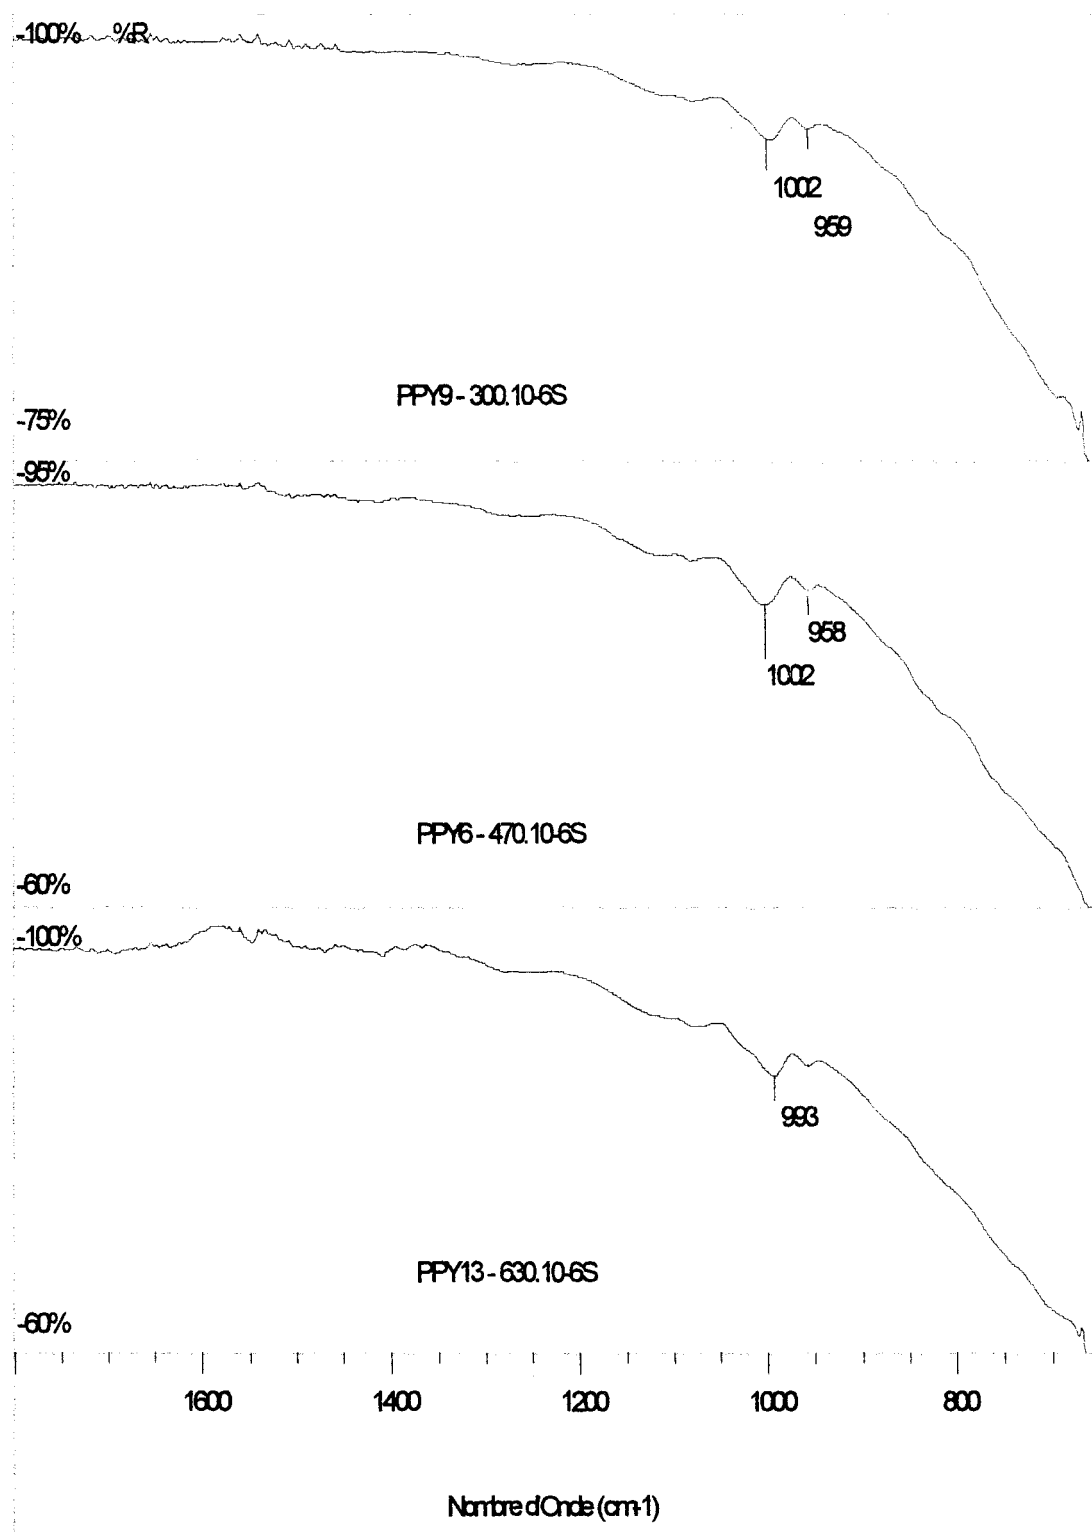 -100% %R
1002
959
PPY9 - 300.10-6S
-75%
-95%
958
1002
PPY6 - 470.10-6S
-60%
-100%
993
PPY13 - 630.10-6S
-60%
1600 1400 1200 1000 800
Nombre d'Onde (cm-1)